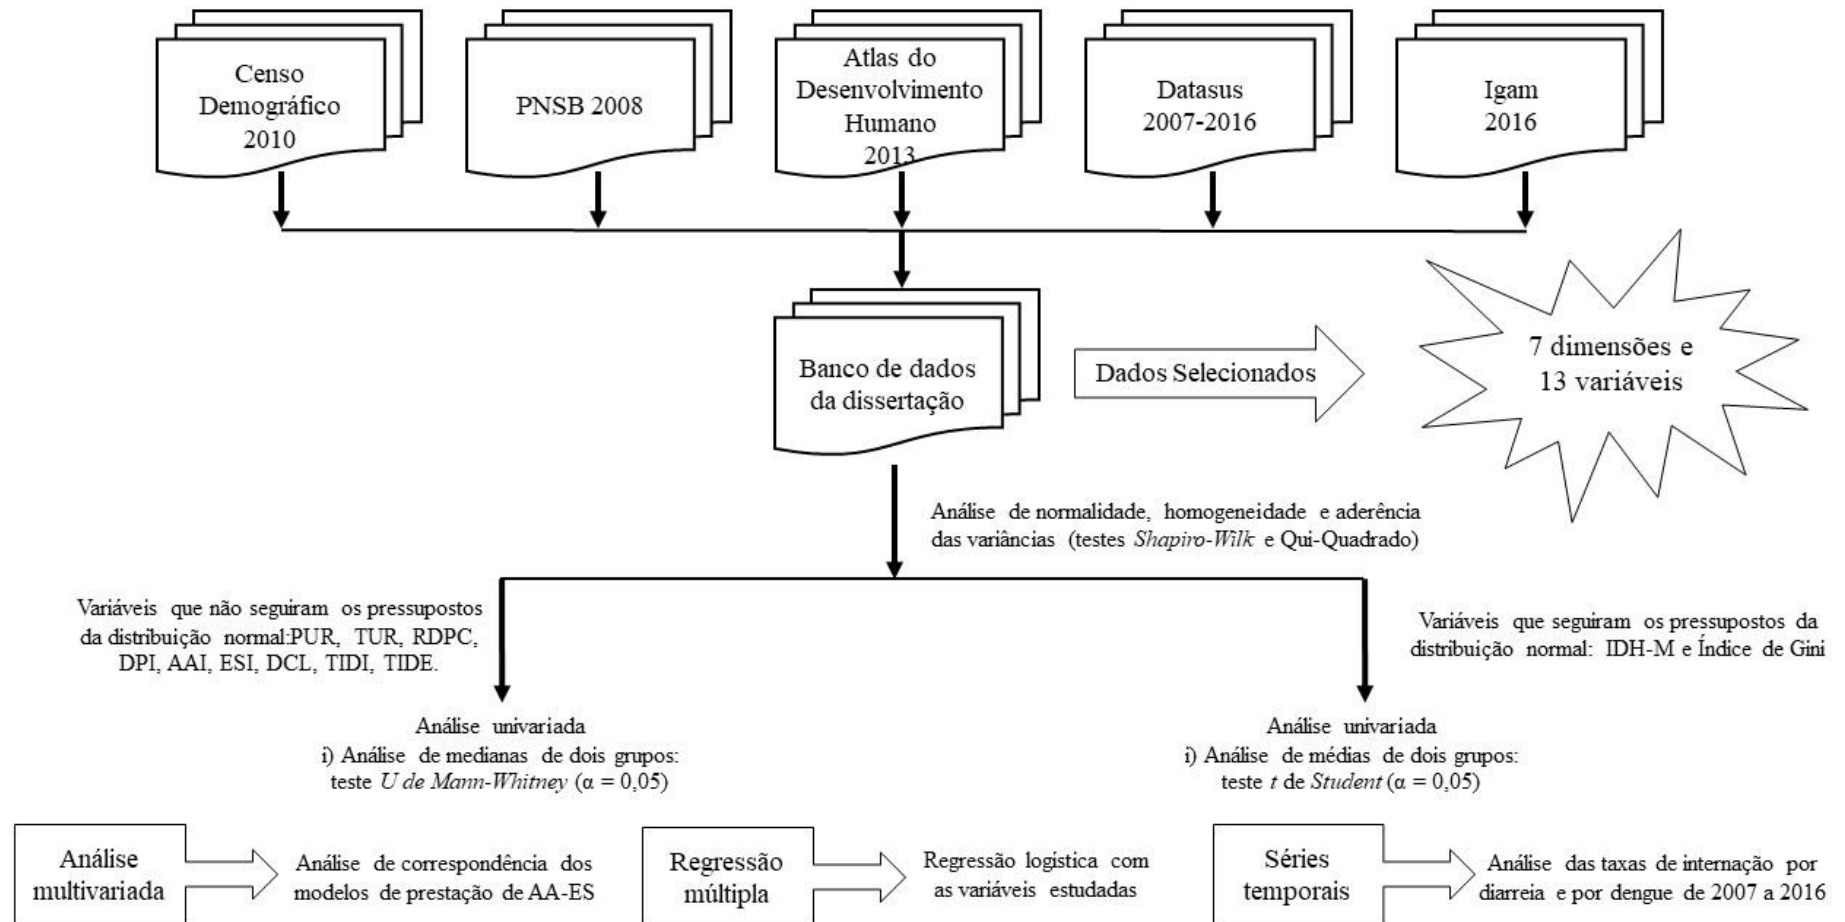 Censo
Demográfico
2010
PNSB 2008
Atlas do
Desenvolvimento
Humano
2013
Datasus
2007-2016
Igam
2016
Banco de dados
da dissertação
Dados Selecionados
7 dimensões e
13 variáveis
Análise de normalidade, homogeneidade e aderência
das variâncias (testes Shapiro-Wilk e Qui-Quadrado)
Variáveis que não seguiram os pressupostos
da distribuição normal:PUR, TUR, RDPC,
DPI, AAI, ESI, DCL, TIDI, TIDE.
Variáveis que seguiram os pressupostos da
distribuição normal: IDH-M e Índice de Gini
Análise univariada
i) Análise de medianas de dois grupos:
teste U de Mann-Whitney (α = 0,05)
Análise univariada
i) Análise de médias de dois grupos:
teste t de Student (α = 0,05)
Análise
multivariada
Análise de correspondência dos
modelos de prestação de AA-ES
Regressão
múltipla
Regressão logística com
as variáveis estudadas
Séries
temporais
Análise das taxas de internação por
diarreia e por dengue de 2007 a 2016